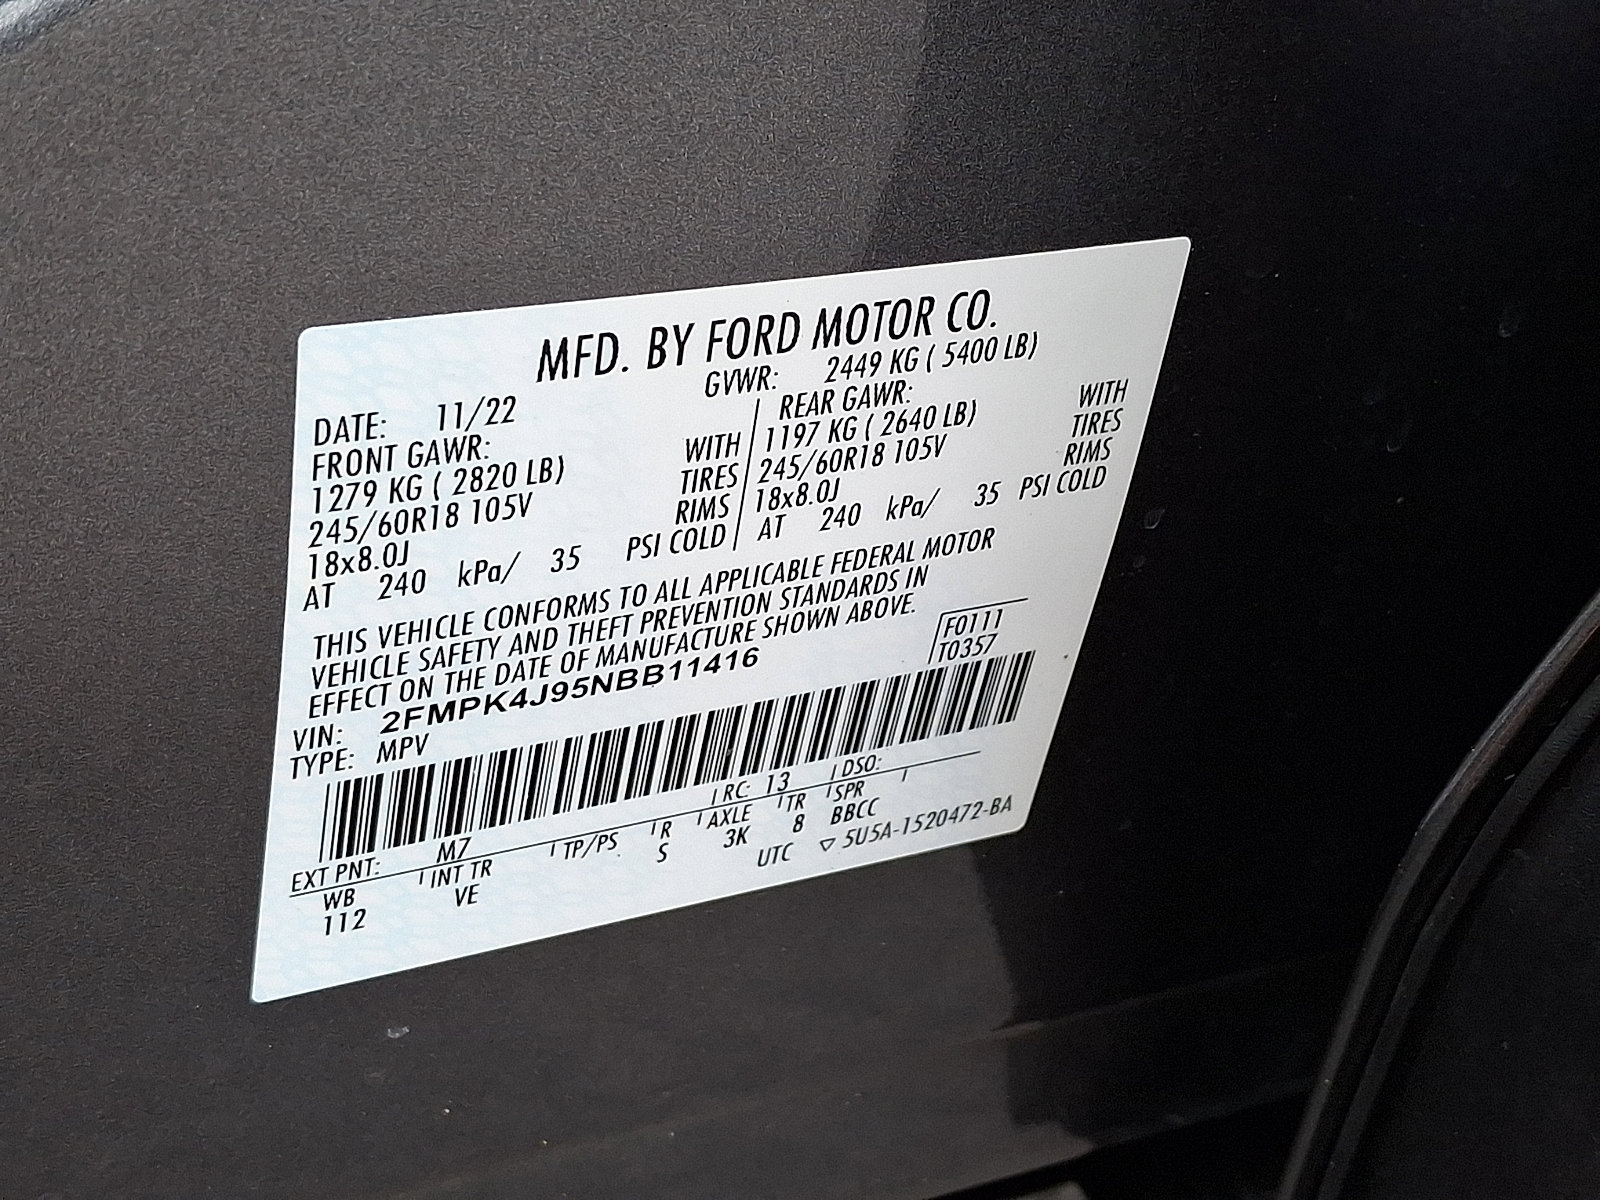 MFD. BY FORD MOTOR CO.
DATE: 11/22 GVWR: 2449 KG ( 5400 LB)
FRONT GAWR: REAR GAWR:
1279 KG ( 2820 LB) WITH 1197 KG ( 2640 LB) WITH
245/60R18 105V TIRES 245/60R18 105V TIRES
18x8.0J RIMS 18x8.0J RIMS
AT 240 kPa/ 35 PSI COLD AT 240 kPa/ 35 PSI COLD
THIS VEHICLE CONFORMS TO ALL APPLICABLE FEDERAL MOTOR
VEHICLE SAFETY AND THEFT PREVENTION STANDARDS IN
EFFECT ON THE DATE OF MANUFACTURE SHOWN ABOVE.
F0111
T0357
VIN: 2FMPK4J95NBB11416
TYPE: MPV
EXT PNT: M7 RC: 13 DSO:
WB INT TR TP/PS R AXLE TR SPR
112 VE S 3K 8 BBCC
UTC ▽ 5U5A-1520472-BA